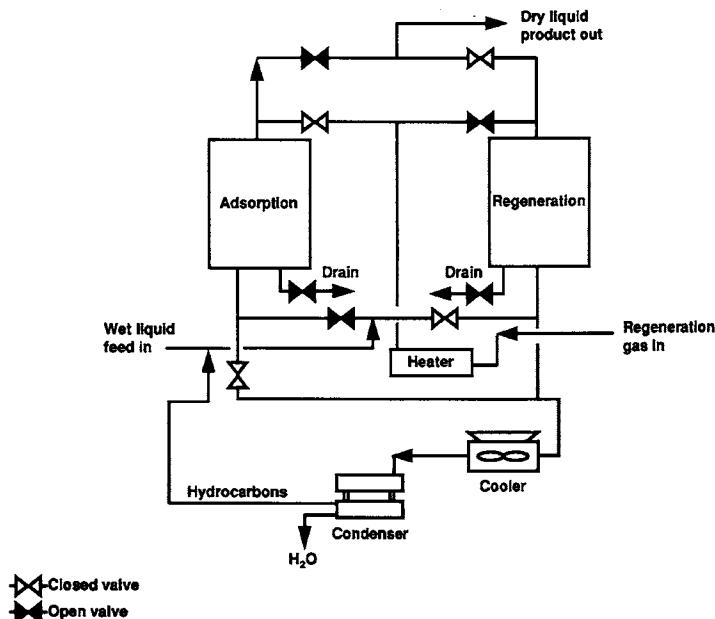 Dry liquid
product out
Adsorption
Regeneration
Drain
Drain
Wet liquid
feed in
Regeneration
gas in
Heater
Cooler
Hydrocarbons
Condenser
H₂O
Closed valve
Open valve